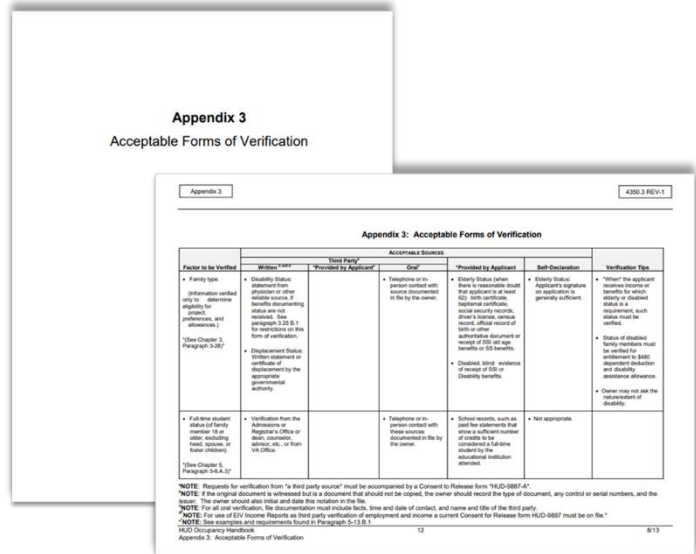 Appendix 3
Acceptable Forms of Verification
Appendix 3
4350.3 REV-1
Appendix 3: Acceptable Forms of Verification
ACCEPTABLE SOURCES
Third Party
Factor to be Verified
Written
*Provided by Applicant*
Oral
*Provided by Applicant
Self-Declaration
Verification Tips
• Family type.
(Information verified
only to determine
eligibility for
project,
preferences, and
allowances.)
*(See Chapter 3,
Paragraph 3-28)*
• Disability Status:
statement from
physician or other
reliable source, if
benefits documenting
status are not
received. See
paragraph 3.25.B.1
for restrictions on this
form of verification.
• Displacement Status:
Written statement or
certificate of
displacement by the
appropriate
governmental
authority.
• Telephone or in-
person contact with
source documented
in file by the owner.
• Elderly Status (when
there is reasonable doubt
that applicant is at least
62): birth certificate,
baptismal certificate,
social security records,
driver's license, census
record, official record of
birth or other
authoritative document or
receipt of SSI old age
benefits or SS benefits.
• Disabled, blind: evidence
of receipt of SSI or
Disability benefits.
• Elderly Status:
Applicant's signature
on application is
generally sufficient.
• *When* the applicant
receives income or
benefits for which
elderly or disabled
status is a
requirement, such
status must be
verified.
• Status of disabled
family members must
be verified for
entitlement to $480
dependent deduction
and disability
assistance allowance.
• Owner may not ask the
nature/extent of
disability.
• Full-time student
status (of family
member 18 or
older, excluding
head, spouse, or
foster children).
*(See Chapter 5,
Paragraph 5-6.A.3)*
• Verification from the
Admissions or
Registrar's Office or
dean, counselor,
advisor, etc., or from
VA Office.
• Telephone or in-
person contact with
these sources
documented in file by
the owner.
• School records, such as
paid fee statements that
show a sufficient number
of credits to be
considered a full-time
student by the
educational institution
attended.
• Not appropriate.
NOTE: Requests for verification from *a third party source* must be accompanied by a Consent to Release form *HUD-9887-A*.
NOTE: If the original document is witnessed but is a document that should not be copied, the owner should record the type of document, any control or serial numbers, and the
issuer. The owner should also initial and date this notation in the file.
NOTE: For all oral verification, file documentation must include facts, time and date of contact, and name and title of the third party.
NOTE: For use of EIV Income Reports as third party verification of employment and income a current Consent for Release form HUD-9887 must be on file.*
NOTE: See examples and requirements found in Paragraph 5-13.B.1
HUD Occupancy Handbook
12
8/13
Appendix 3: Acceptable Forms of Verification